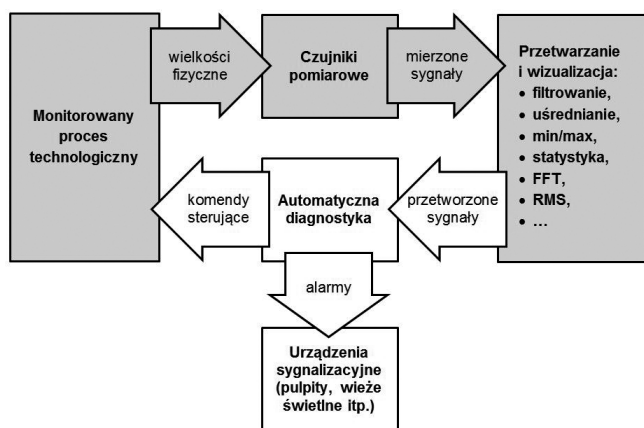 Monitorowany
proces
technologiczny
wielkości
fizyczne
Czujniki
pomiarowe
mierzone
sygnały
Przetwarzanie
i wizualizacja:
• filtrowanie,
• uśrednianie,
• min/max,
• statystyka,
• FFT,
• RMS,
• ...
komendy
sterujące
Automatyczna
diagnostyka
przetworzone
sygnały
alarmy
Urządzenia
sygnalizacyjne
(pulpity, wieże
świetlne itp.)